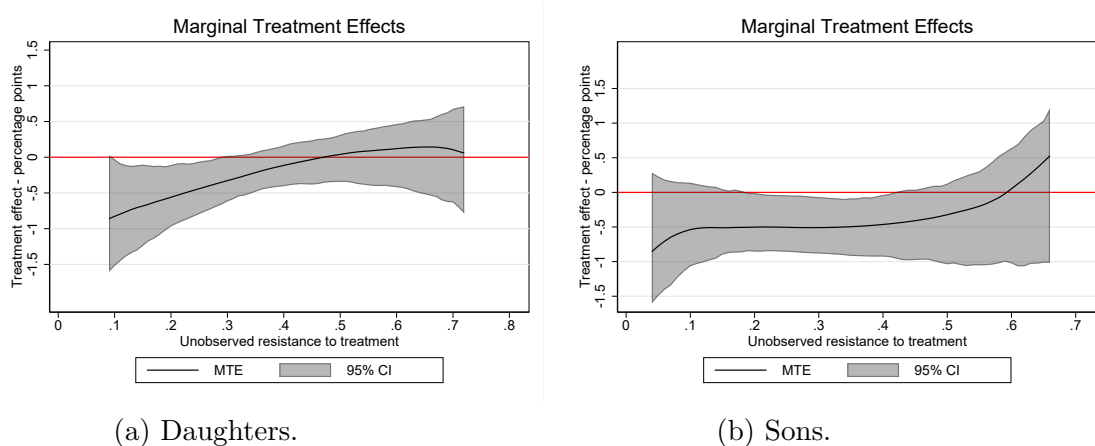 Marginal Treatment Effects
Treatment effect - percentage points
1.5
1
.5
0
-.5
-1
-1.5
0 .1 .2 .3 .4 .5 .6 .7 .8
Unobserved resistance to treatment
MTE 95% CI
(a) Daughters.
Marginal Treatment Effects
Treatment effect - percentage points
1.5
1
.5
0
-.5
-1
-1.5
0 .1 .2 .3 .4 .5 .6 .7
Unobserved resistance to treatment
MTE 95% CI
(b) Sons.